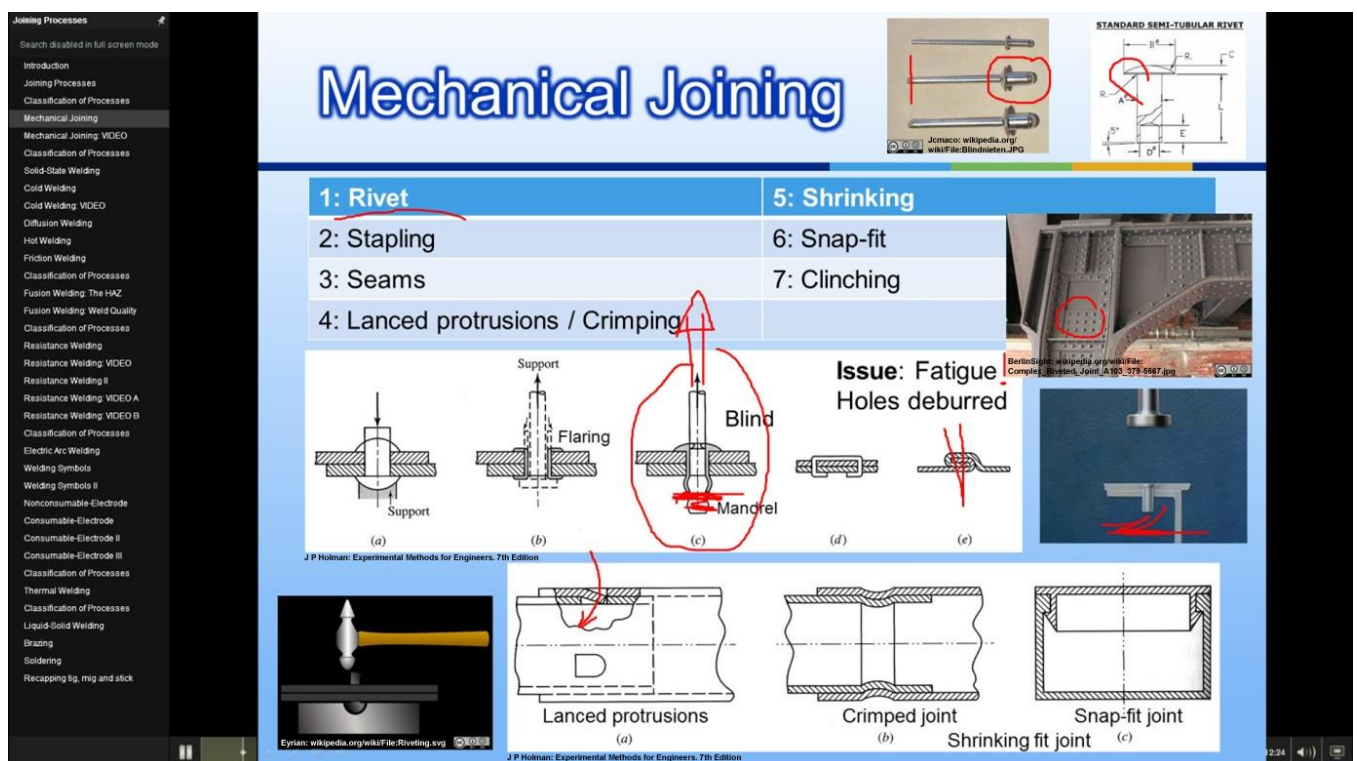 Joining Processes
Search disabled in full screen mode
Introduction
Joining Processes
Classification of Processes
Mechanical Joining
Mechanical Joining: VIDEO
Classification of Processes
Solid-State Welding
Cold Welding
Cold Welding: VIDEO
Diffusion Welding
Hot Welding
Friction Welding
Classification of Processes
Fusion Welding: The HAZ
Fusion Welding: Weld Quality
Classification of Processes
Resistance Welding
Resistance Welding: VIDEO
Resistance Welding II
Resistance Welding: VIDEO A
Resistance Welding: VIDEO B
Classification of Processes
Electric Arc Welding
Welding Symbols
Welding Symbols II
Nonconsumable-Electrode
Consumable-Electrode
Consumable-Electrode II
Consumable-Electrode III
Classification of Processes
Thermal Welding
Classification of Processes
Liquid-Solid Welding
Brazing
Soldering
Recapping tig, mig and stick
Mechanical Joining
Jcmaco: wikipedia.org/
wiki/File:Blindnieten.JPG
STANDARD SEMI-TUBULAR RIVET
B
R.
C
R.
A
L
E
5°
D
1: Rivet
5: Shrinking
2: Stapling
6: Snap-fit
3: Seams
7: Clinching
4: Lanced protrusions / Crimping
BerlinSight: wikipedia.org/wiki/File:
Complex_Riveted_Joint_A103_379-5667.jpg
Support
Support
Flaring
Blind
Mandrel
Issue: Fatigue
Holes deburred
(a)
(b)
(c)
(d)
(e)
J P Holman: Experimental Methods for Engineers. 7th Edition
Eyrian: wikipedia.org/wiki/File:Riveting.svg
Lanced protrusions
Crimped joint
Snap-fit joint
(a)
(b)
Shrinking fit joint
(c)
J P Holman: Experimental Methods for Engineers. 7th Edition
12:24